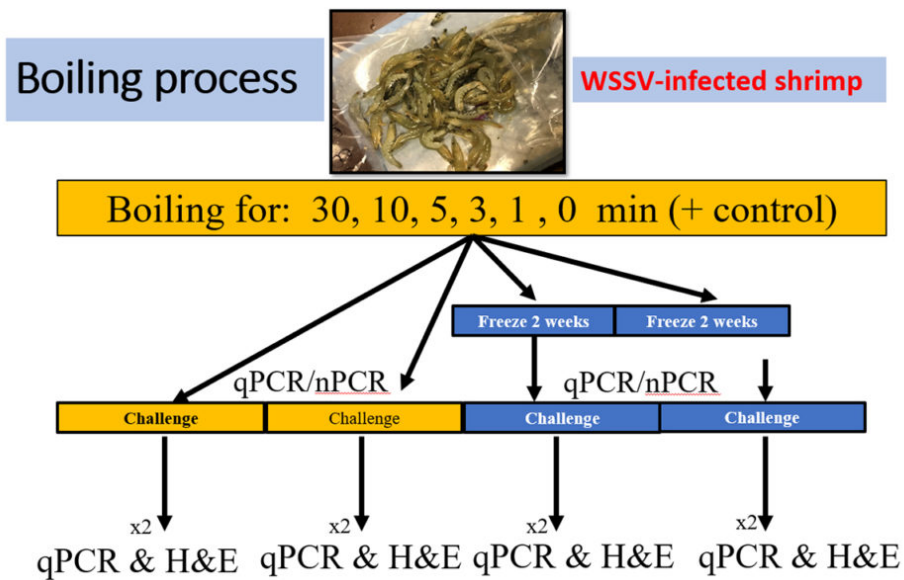 Boiling process
WSSV-infected shrimp
Boiling for: 30, 10, 5, 3, 1 , 0 min (+ control)
Freeze 2 weeks
Freeze 2 weeks
qPCR/nPCR
qPCR/nPCR
Challenge
Challenge
Challenge
Challenge
x2
x2
x2
x2
qPCR & H&E
qPCR & H&E
qPCR & H&E
qPCR & H&E